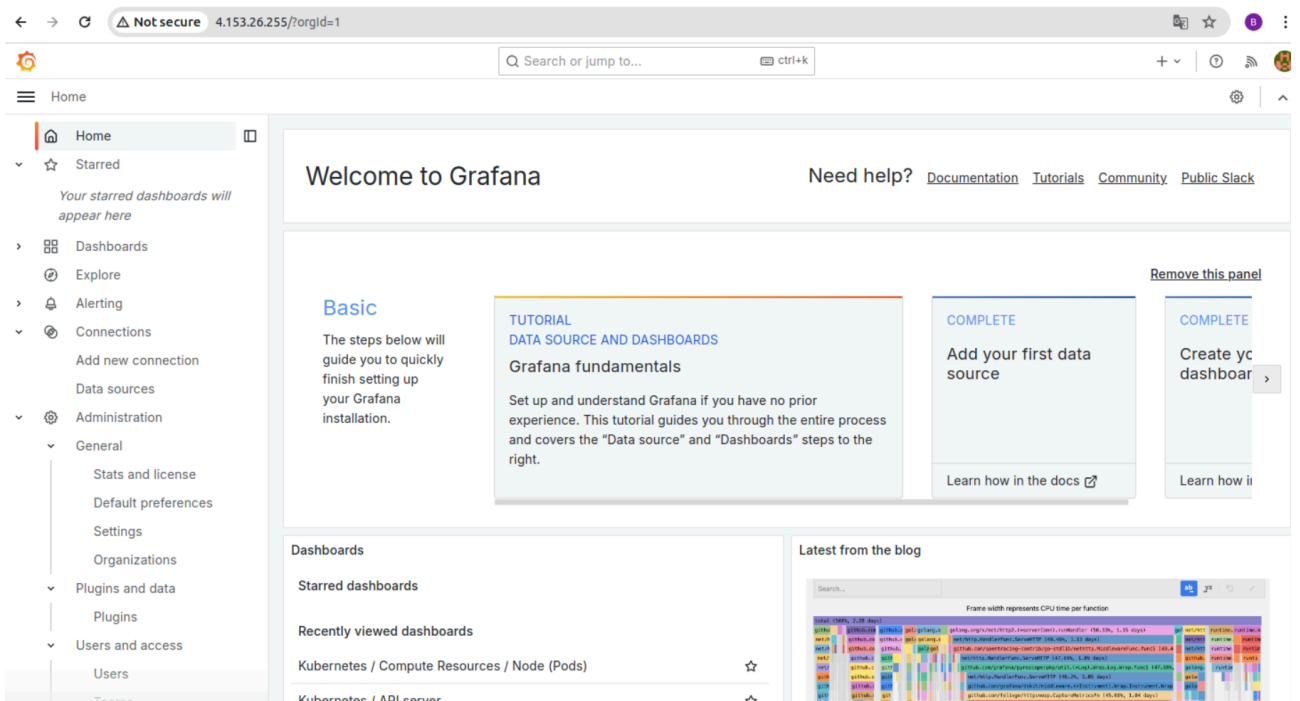 Not secure 4.153.26.255/?orgId=1
B
Search or jump to... ctrl+k
Home
Home
Starred
Your starred dashboards will
appear here
Dashboards
Explore
Alerting
Connections
Add new connection
Data sources
Administration
General
Stats and license
Default preferences
Settings
Organizations
Plugins and data
Plugins
Users and access
Users
Teams
Welcome to Grafana
Need help? Documentation Tutorials Community Public Slack
Remove this panel
Basic
The steps below will
guide you to quickly
finish setting up
your Grafana
installation.
TUTORIAL
DATA SOURCE AND DASHBOARDS
Grafana fundamentals
Set up and understand Grafana if you have no prior
experience. This tutorial guides you through the entire process
and covers the “Data source” and “Dashboards” steps to the
right.
COMPLETE
Add your first data
source
Learn how in the docs
COMPLETE
Create yo
dashboar
Learn how i
Dashboards
Starred dashboards
Recently viewed dashboards
Kubernetes / Compute Resources / Node (Pods)
Kubernetes / API server
Latest from the blog
Search...
Frame width represents CPU time per function